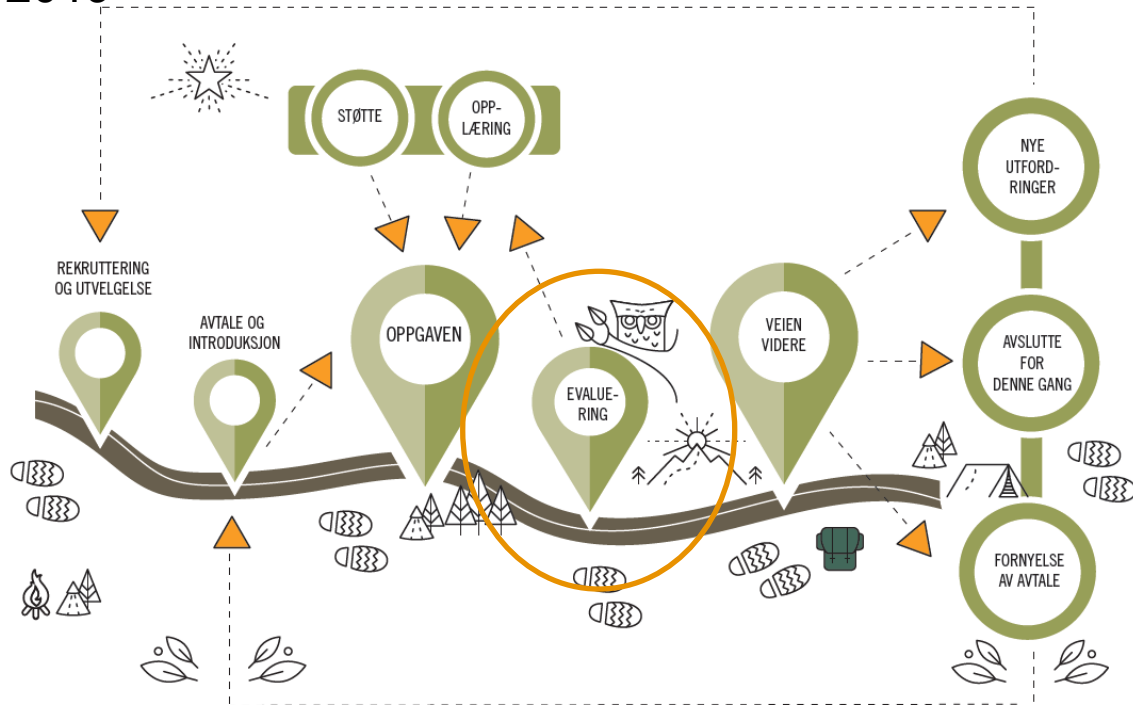 STØTTE
OPP-
LÆRING
NYE
UTFORD-
RINGER
REKRUTTERING
OG UTVELGELSE
AVTALE OG
INTRODUKSJON
OPPGAVEN
EVALUE-
RING
VEIEN
VIDERE
AVSLUTTE
FOR
DENNE GANG
FORNYELSE
AV AVTALE